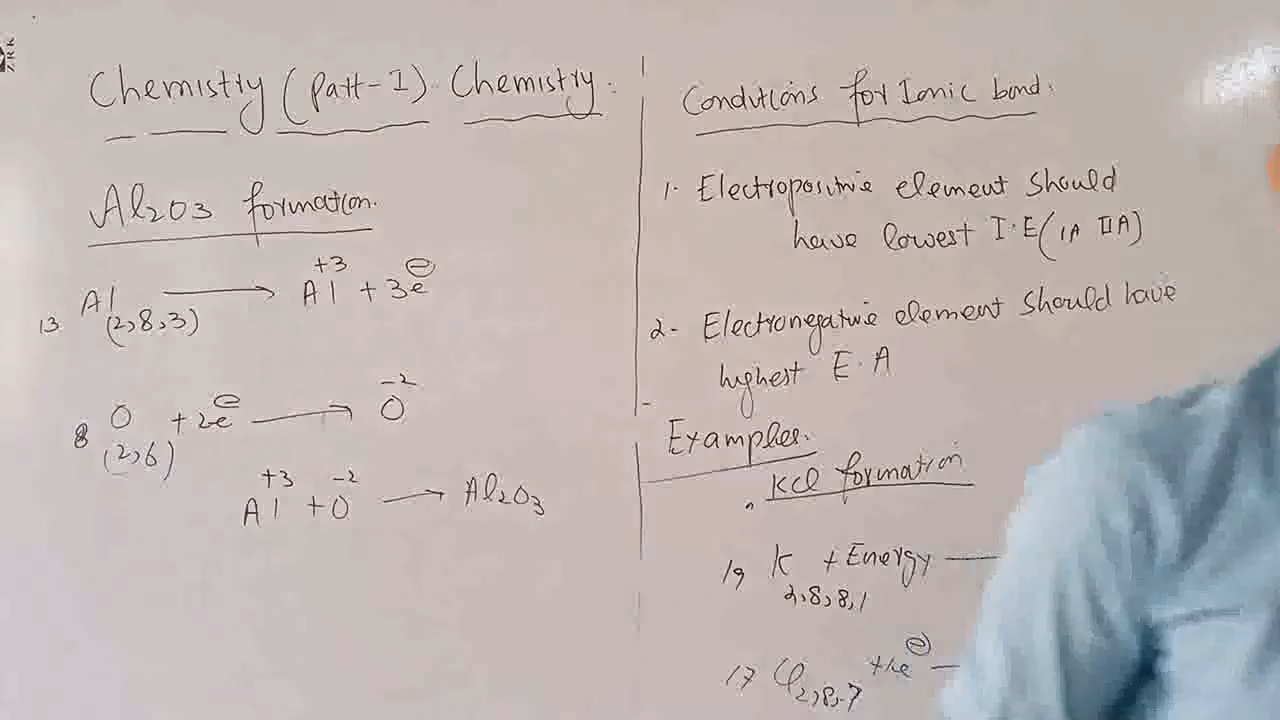 Chemistry (Part-I) Chemistry:
Al2O3 formation.
13 Al ⟶ Al+3 + 3e⊖
(2,8,3)
8 O + 2e⊖ ⟶ O-2
(2,6)
Al+3 + O-2 ⟶ Al2O3
Conditions for Ionic bond:
1. Electropositive element should
have lowest I.E (IA IIA)
2- Electronegative element should have
highest E.A
Examples.
KCl formation
19 K + Energy —
2,8,8,1
17 Cl + 1e⊖ —
2,8,7